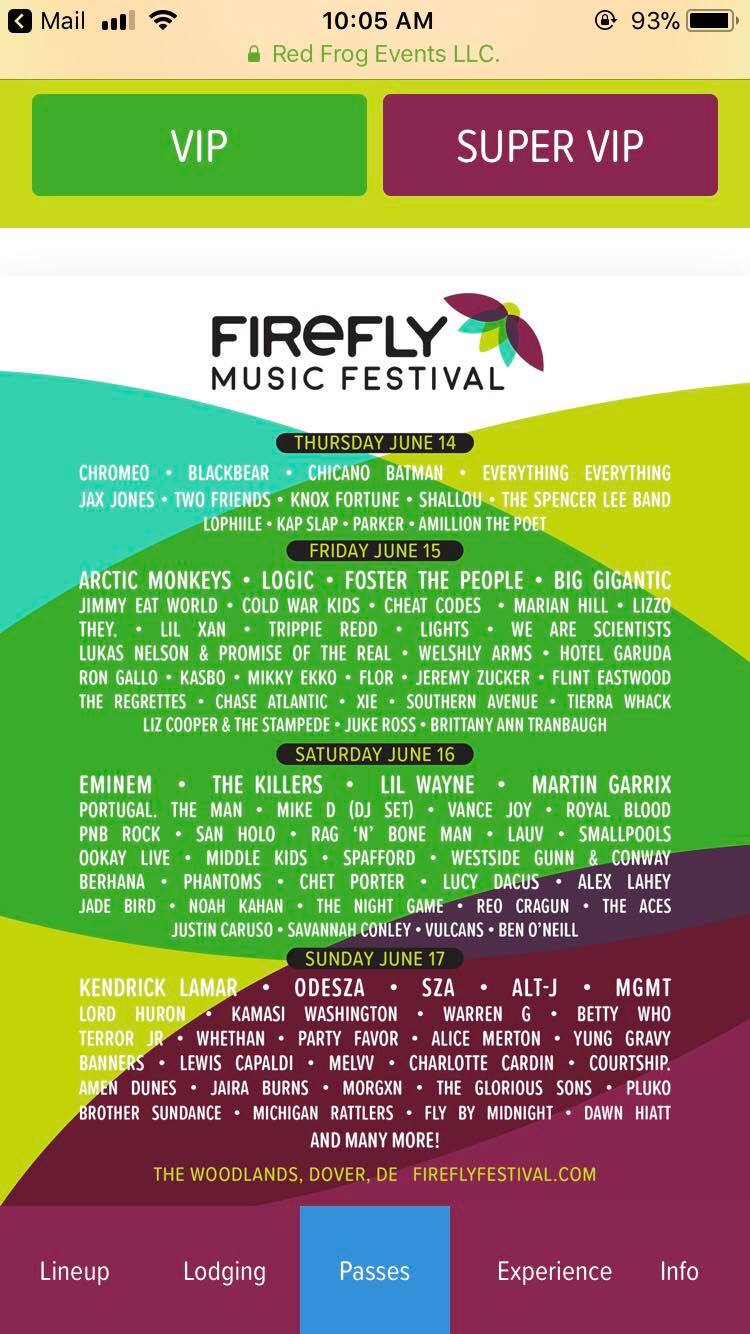 Mail 10:05 AM 93%
Red Frog Events LLC.
VIP SUPER VIP
FIREFLY
MUSIC FESTIVAL
THURSDAY JUNE 14
CHROMEO • BLACKBEAR • CHICANO BATMAN • EVERYTHING EVERYTHING
JAX JONES • TWO FRIENDS • KNOX FORTUNE • SHALLOU • THE SPENCER LEE BAND
LOPHIILE • KAP SLAP • PARKER • AMILLION THE POET
FRIDAY JUNE 15
ARCTIC MONKEYS • LOGIC • FOSTER THE PEOPLE • BIG GIGANTIC
JIMMY EAT WORLD • COLD WAR KIDS • CHEAT CODES • MARIAN HILL • LIZZO
THEY. • LIL XAN • TRIPPIE REDD • LIGHTS • WE ARE SCIENTISTS
LUKAS NELSON & PROMISE OF THE REAL • WELSHLY ARMS • HOTEL GARUDA
RON GALLO • KASBO • MIKKY EKKO • FLOR • JEREMY ZUCKER • FLINT EASTWOOD
THE REGRETTES • CHASE ATLANTIC • XIE • SOUTHERN AVENUE • TIERRA WHACK
LIZ COOPER & THE STAMPEDE • JUKE ROSS • BRITTANY ANN TRANBAUGH
SATURDAY JUNE 16
EMINEM • THE KILLERS • LIL WAYNE • MARTIN GARRIX
PORTUGAL. THE MAN • MIKE D (DJ SET) • VANCE JOY • ROYAL BLOOD
PNB ROCK • SAN HOLO • RAG ‘N’ BONE MAN • LAUV • SMALLPOOLS
OOKAY LIVE • MIDDLE KIDS • SPAFFORD • WESTSIDE GUNN & CONWAY
BERHANA • PHANTOMS • CHET PORTER • LUCY DACUS • ALEX LAHEY
JADE BIRD • NOAH KAHAN • THE NIGHT GAME • REO CRAGUN • THE ACES
JUSTIN CARUSO • SAVANNAH CONLEY • VULCANS • BEN O’NEILL
SUNDAY JUNE 17
KENDRICK LAMAR • ODESZA • SZA • ALT-J • MGMT
LORD HURON • KAMASI WASHINGTON • WARREN G • BETTY WHO
TERROR JR • WHETHAN • PARTY FAVOR • ALICE MERTON • YUNG GRAVY
BANNERS • LEWIS CAPALDI • MELVV • CHARLOTTE CARDIN • COURTSHIP.
AMEN DUNES • JAIRA BURNS • MORGXN • THE GLORIOUS SONS • PLUKO
BROTHER SUNDANCE • MICHIGAN RATTLERS • FLY BY MIDNIGHT • DAWN HIATT
AND MANY MORE!
THE WOODLANDS, DOVER, DE FIREFLYFESTIVAL.COM
Lineup Lodging Passes Experience Info